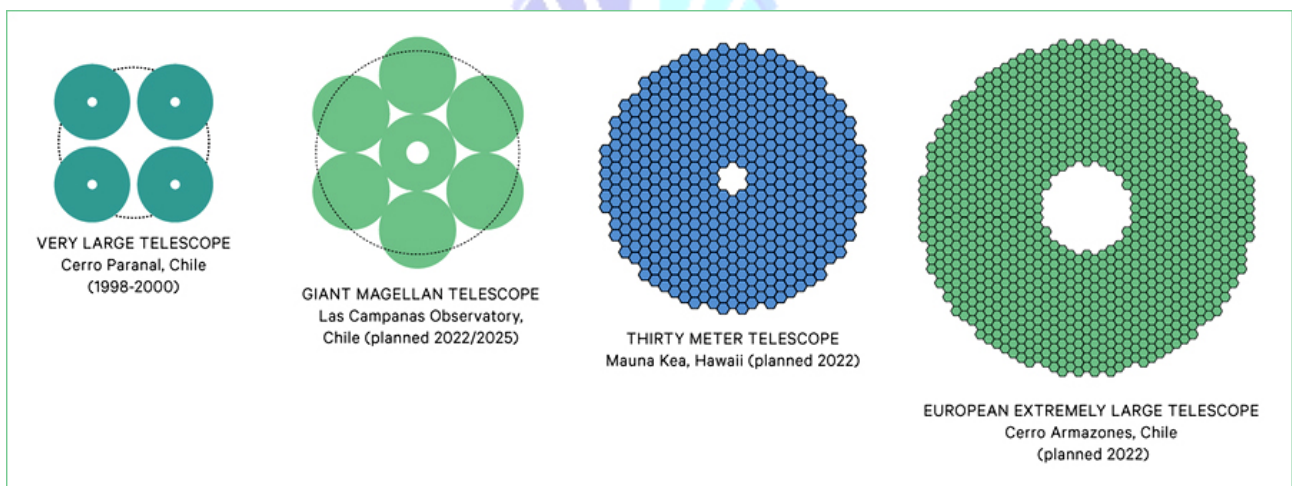 VERY LARGE TELESCOPE
Cerro Paranal, Chile
(1998-2000)
GIANT MAGELLAN TELESCOPE
Las Campanas Observatory,
Chile (planned 2022/2025)
THIRTY METER TELESCOPE
Mauna Kea, Hawaii (planned 2022)
EUROPEAN EXTREMELY LARGE TELESCOPE
Cerro Armazones, Chile
(planned 2022)